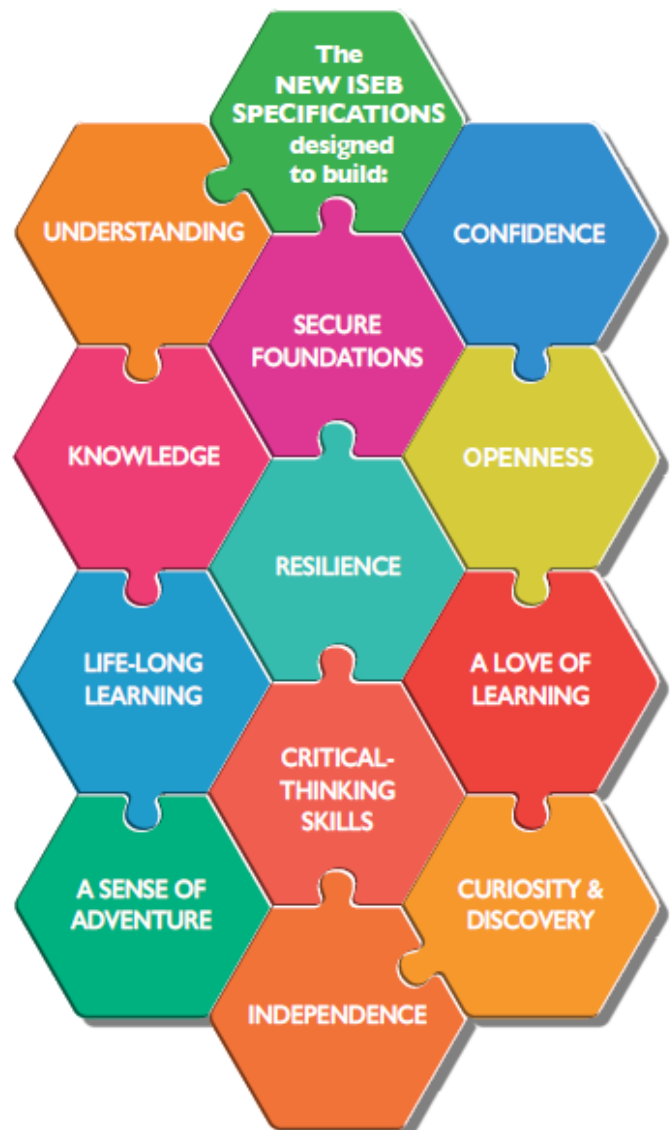 The
NEW ISEB
SPECIFICATIONS
designed
to build:
UNDERSTANDING
CONFIDENCE
SECURE
FOUNDATIONS
KNOWLEDGE
OPENNESS
RESILIENCE
LIFE-LONG
LEARNING
A LOVE OF
LEARNING
CRITICAL-
THINKING
SKILLS
A SENSE OF
ADVENTURE
CURIOSITY &
DISCOVERY
INDEPENDENCE